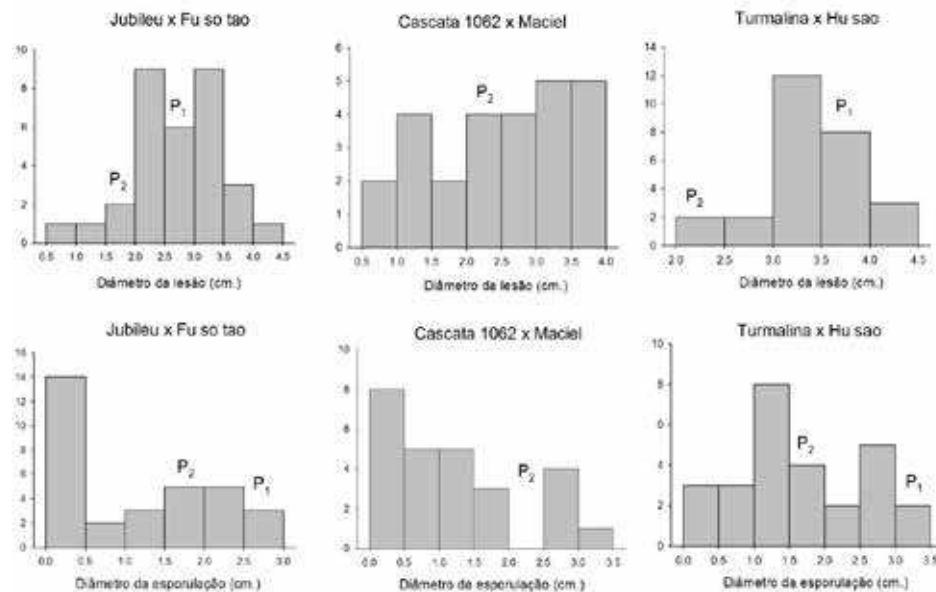 Jubileu x Fu so tao
Cascata 1062 x Maciel
Turmalina x Hu sao
10
8
6
4
2
0
P1
P2
0.5 1.0 1.5 2.0 2.5 3.0 3.5 4.0 4.5
Diâmetro da lesão (cm.)
6
5
4
3
2
1
0
P2
0.5 1.0 1.5 2.0 2.5 3.0 3.5 4.0
Diâmetro da lesão (cm.)
14
12
10
8
6
4
2
0
P1
P2
2.0 2.5 3.0 3.5 4.0 4.5
Diâmetro da lesão (cm.)
Jubileu x Fu so tao
Cascata 1062 x Maciel
Turmalina x Hu sao
16
14
12
10
8
6
4
2
0
P2
P1
0.0 0.5 1.0 1.5 2.0 2.5 3.0
Diâmetro da esporulação (cm.)
10
8
6
4
2
0
P2
0.0 0.5 1.0 1.5 2.0 2.5 3.0 3.5
Diâmetro da esporulação (cm.)
10
8
6
4
2
0
P2
P1
0.0 0.5 1.0 1.5 2.0 2.5 3.0 3.5
Diâmetro da esporulação (cm.)